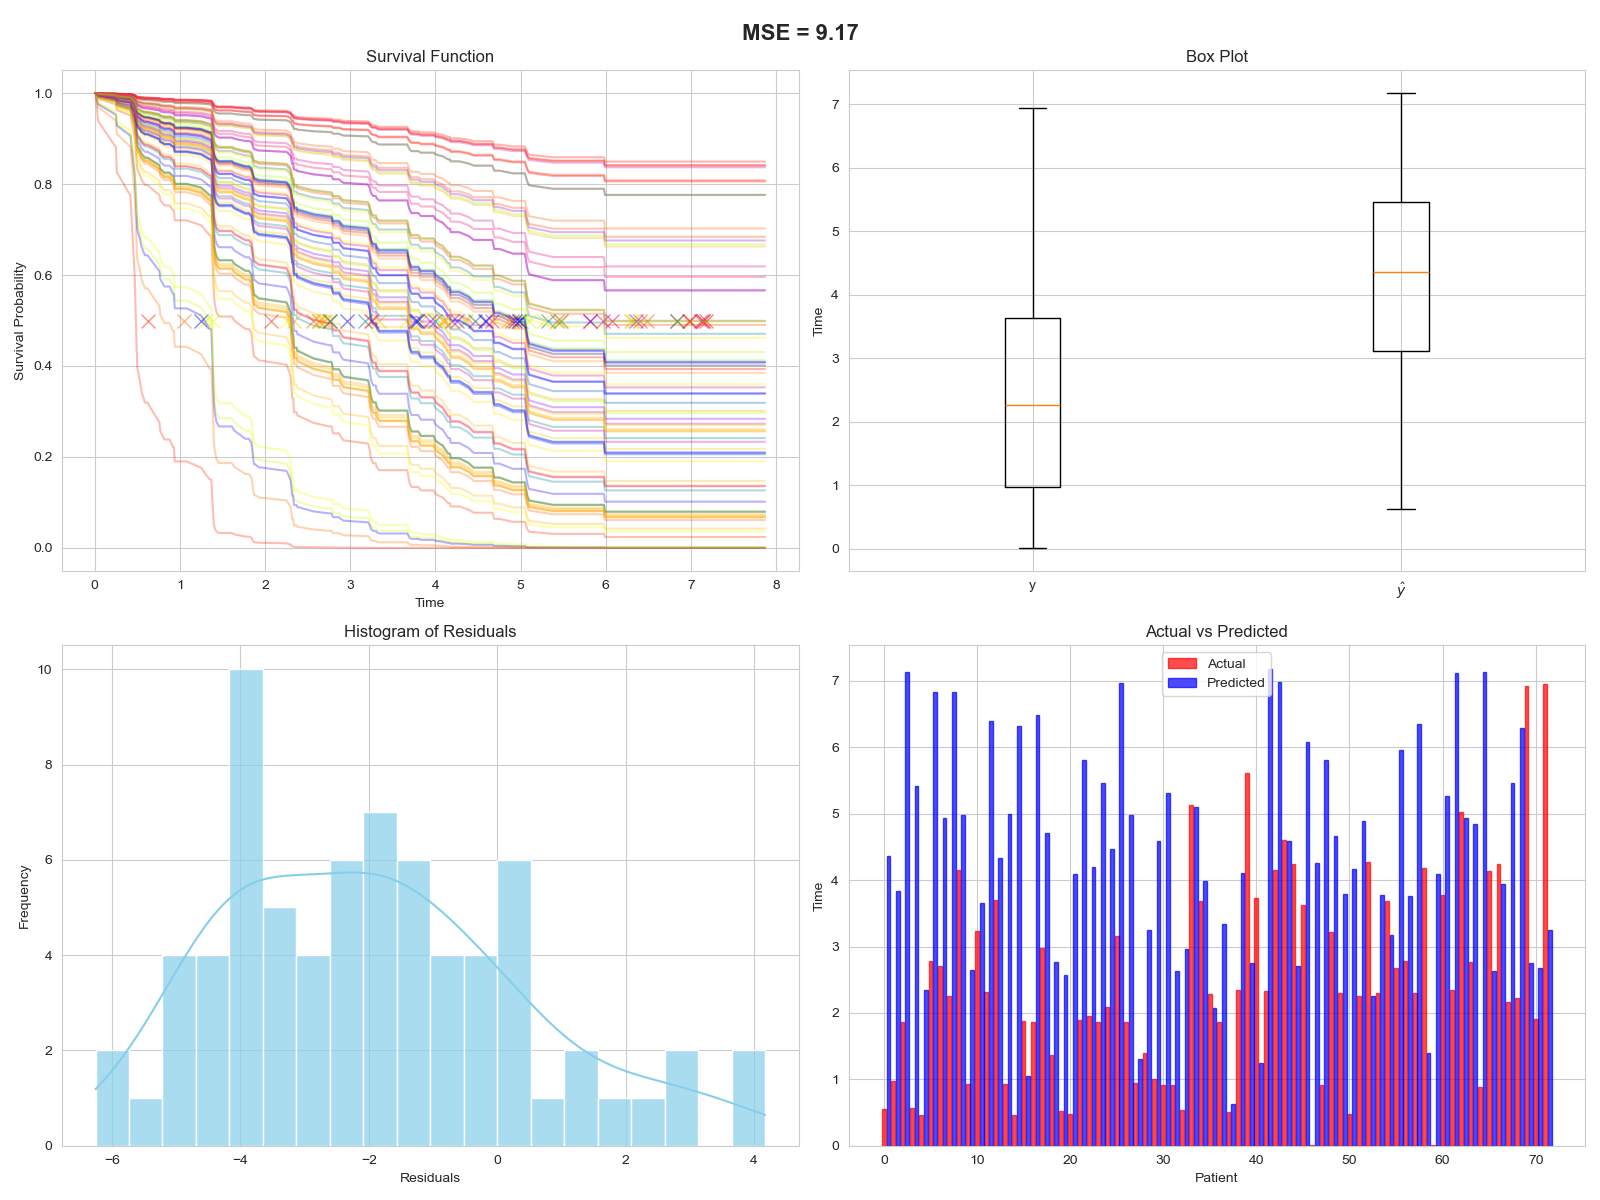 MSE = 9.17
Survival Function
Survival Probability
1.0
0.8
0.6
0.4
0.2
0.0
0 1 2 3 4 5 6 7 8
Time
Box Plot
Time
7
6
5
4
3
2
1
0
y ŷ
Histogram of Residuals
Frequency
10
8
6
4
2
0
−6 −4 −2 0 2 4
Residuals
Actual vs Predicted
Actual
Predicted
Time
7
6
5
4
3
2
1
0
0 10 20 30 40 50 60 70
Patient